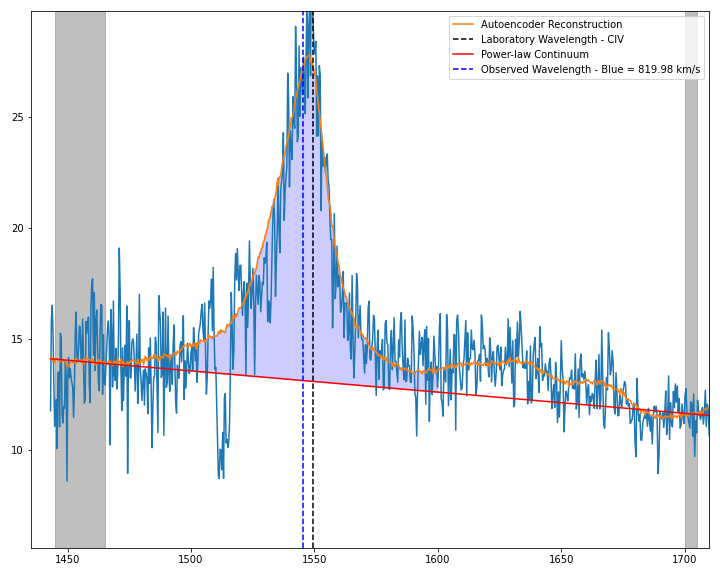 Autoencoder Reconstruction
Laboratory Wavelength - CIV
Power-law Continuum
Observed Wavelength - Blue = 819.98 km/s
25
20
15
10
1450 1500 1550 1600 1650 1700